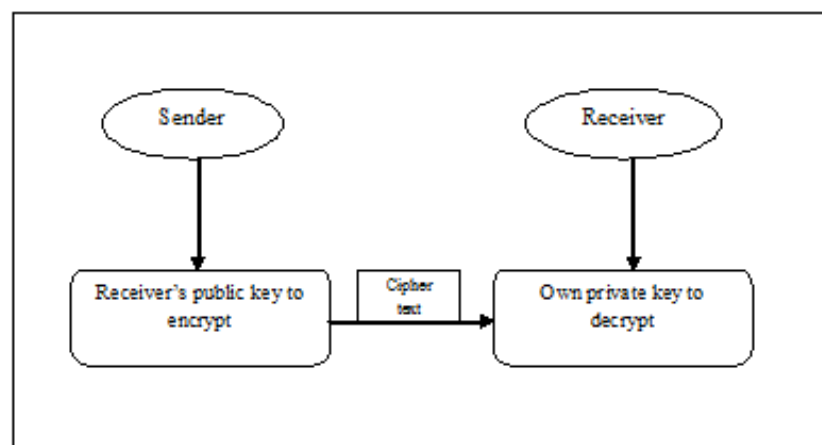 Sender
Receiver
Receiver's public key to
encrypt
Cipher
text
Own private key to
decrypt